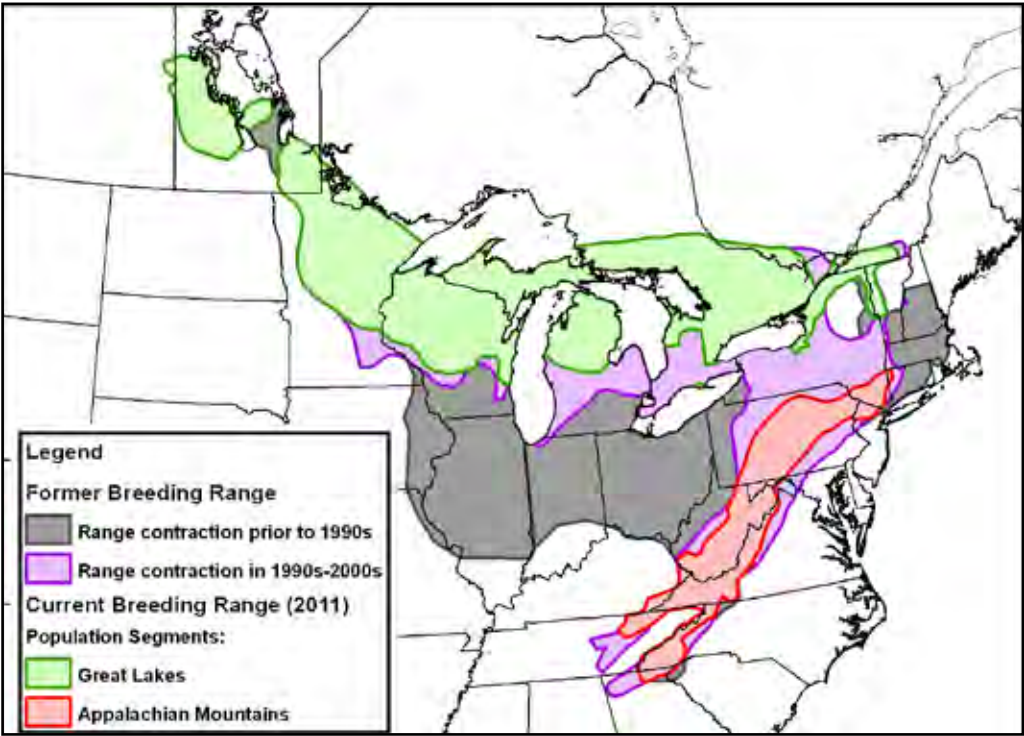 Legend
Former Breeding Range
Range contraction prior to 1990s
Range contraction in 1990s-2000s
Current Breeding Range (2011)
Population Segments:
Great Lakes
Appalachian Mountains